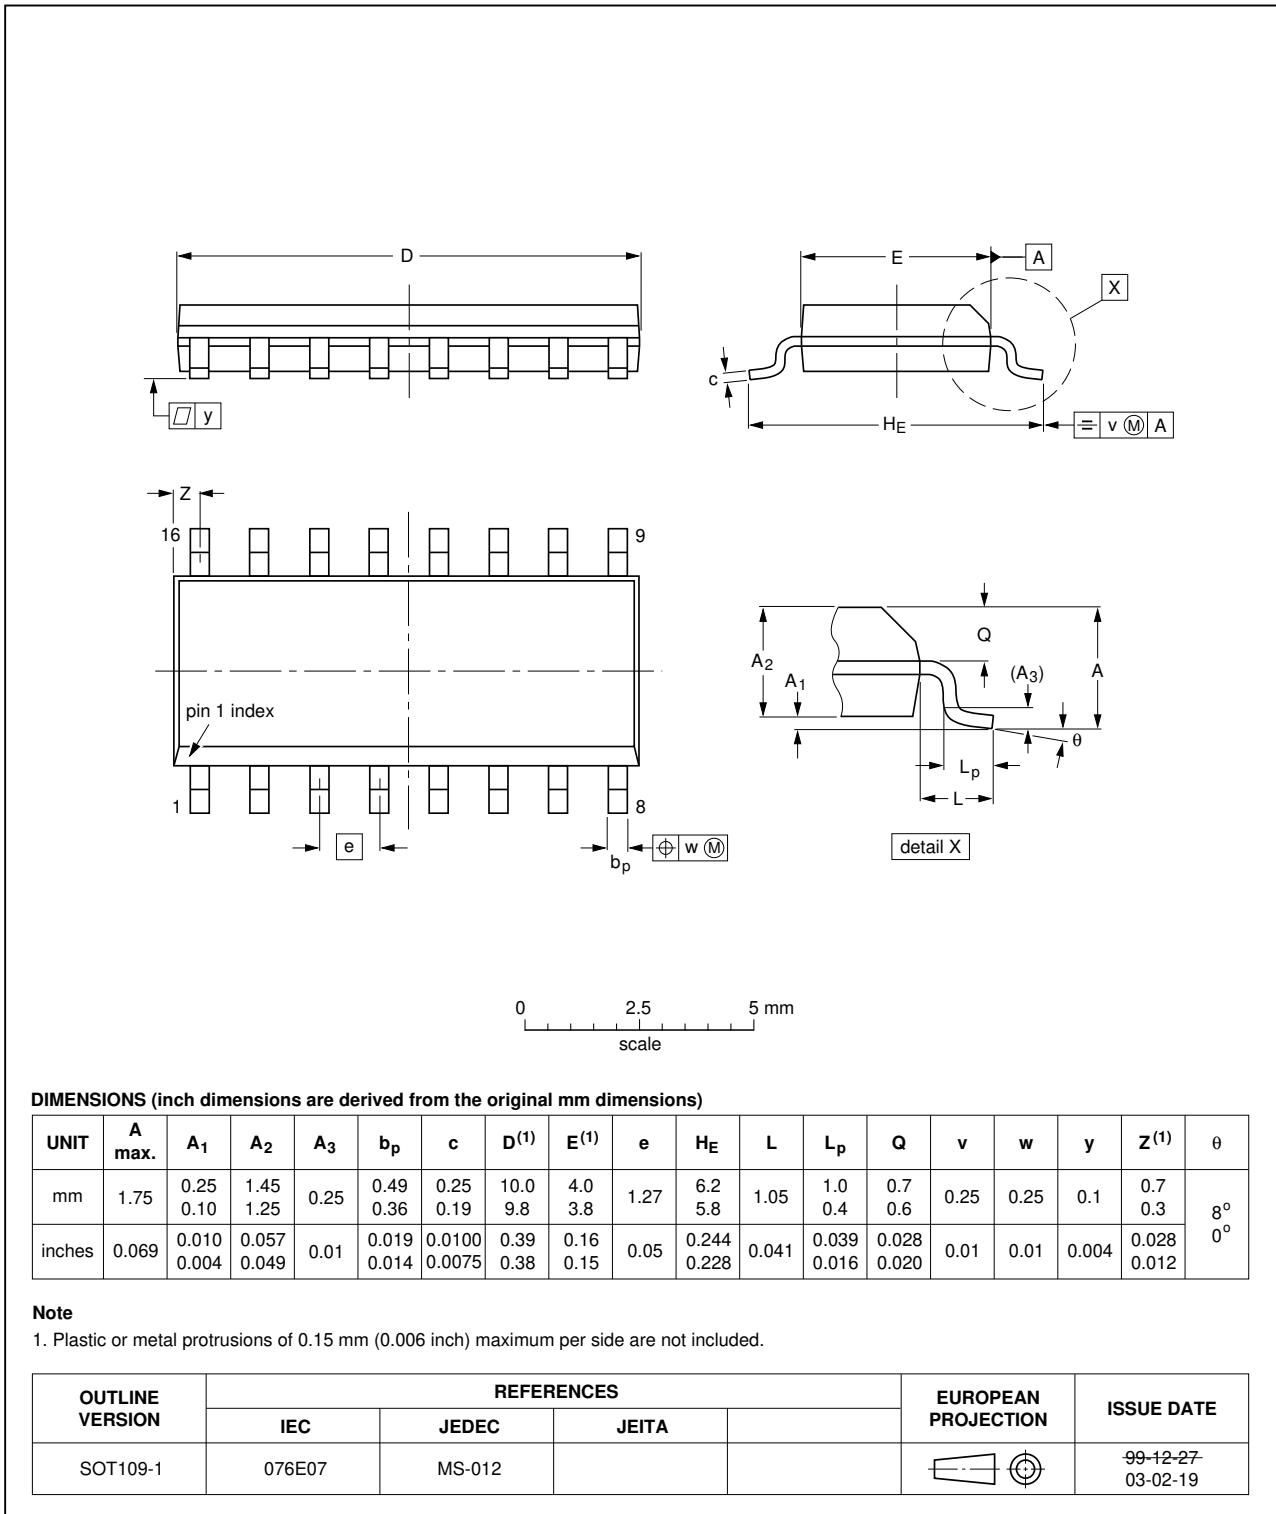 D
E
A
X
c
HE
v M A
y
Z
16
9
pin 1 index
1
8
e
bp
w M
A2
A1
Q
(A3)
A
θ
Lp
L
detail X
0 2.5 5 mm
scale
DIMENSIONS (inch dimensions are derived from the original mm dimensions)
UNIT A max. A1 A2 A3 bp c D(1) E(1) e HE L Lp Q v w y Z(1) θ
mm 1.75 0.25 0.10 1.45 1.25 0.25 0.49 0.36 0.25 0.19 10.0 9.8 4.0 3.8 1.27 6.2 5.8 1.05 1.0 0.4 0.7 0.6 0.25 0.25 0.1 0.7 0.3 8° 0°
inches 0.069 0.010 0.004 0.057 0.049 0.01 0.019 0.014 0.0100 0.0075 0.39 0.38 0.16 0.15 0.05 0.244 0.228 0.041 0.039 0.016 0.028 0.020 0.01 0.01 0.004 0.028 0.012
Note
1. Plastic or metal protrusions of 0.15 mm (0.006 inch) maximum per side are not included.
OUTLINE VERSION REFERENCES EUROPEAN PROJECTION ISSUE DATE
IEC JEDEC JEITA
SOT109-1 076E07 MS-012 99-12-27
03-02-19